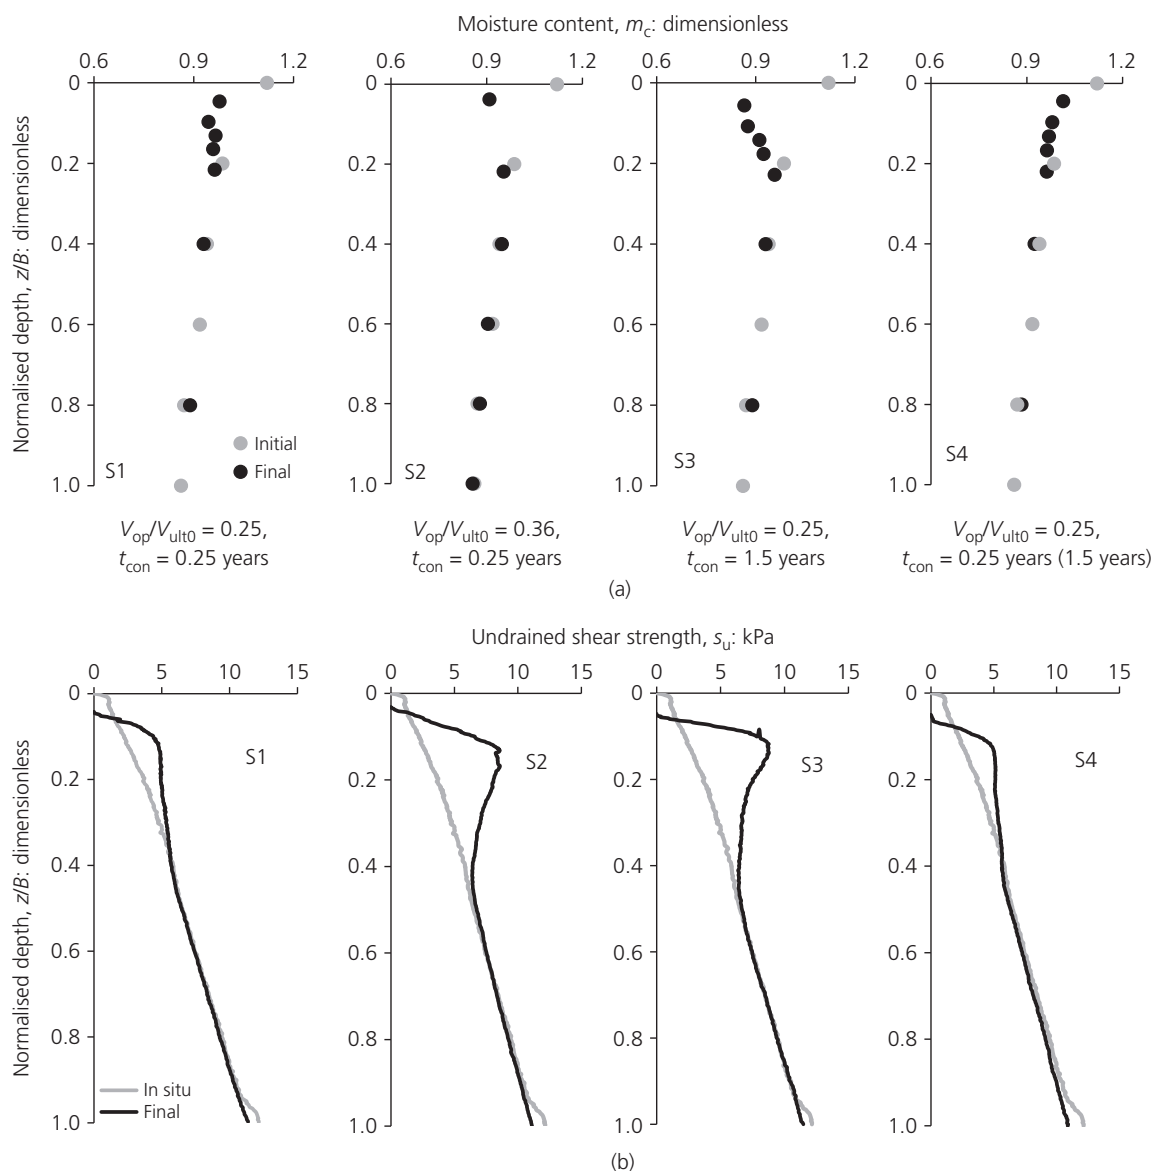 Moisture content, m_c: dimensionless
0.6 0.9 1.2 0.6 0.9 1.2 0.6 0.9 1.2 0.6 0.9 1.2
Normalised depth, z/B: dimensionless
0 0 0 0
0.2 0.2 0.2 0.2
0.4 0.4 0.4 0.4
0.6 0.6 0.6 0.6
0.8 0.8 0.8 0.8
Initial
Final
S1 S2 S3 S4
1.0 1.0 1.0 1.0
V_op/V_ult0 = 0.25, V_op/V_ult0 = 0.36, V_op/V_ult0 = 0.25, V_op/V_ult0 = 0.25,
t_con = 0.25 years t_con = 0.25 years t_con = 1.5 years t_con = 0.25 years (1.5 years)
(a)
Undrained shear strength, s_u: kPa
0 5 10 15 0 5 10 15 0 5 10 15 0 5 10 15
Normalised depth, z/B: dimensionless
0 0 0 0
S1 S2 S3 S4
0.2 0.2 0.2 0.2
0.4 0.4 0.4 0.4
0.6 0.6 0.6 0.6
0.8 0.8 0.8 0.8
In situ
Final
1.0 1.0 1.0 1.0
(b)